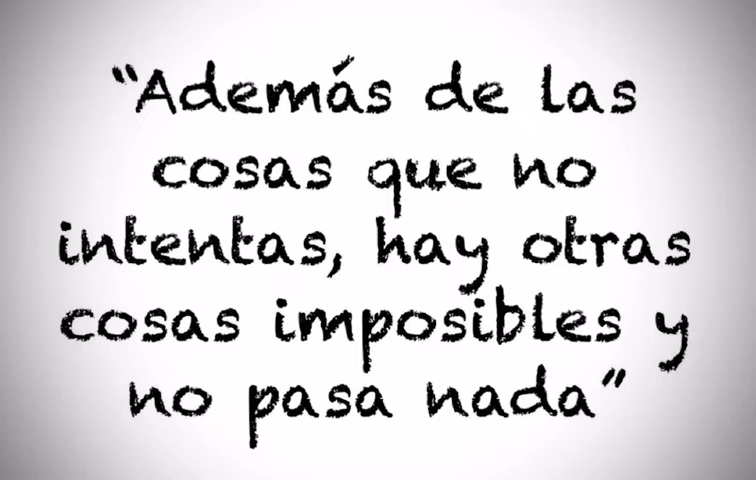 “Además de las
cosas que no
intentas, hay otras
cosas imposibles y
no pasa nada”